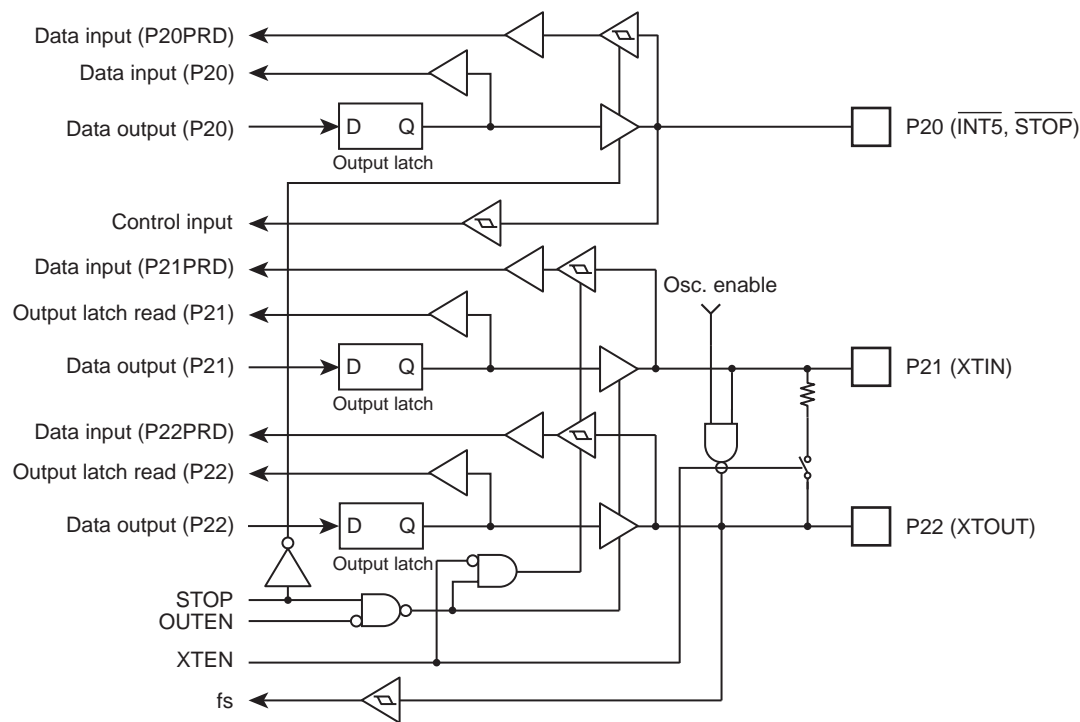 Data input (P20PRD)
Data input (P20)
Data output (P20)
D Q
Output latch
P20 (INT5, STOP)
Control input
Data input (P21PRD)
Osc. enable
Output latch read (P21)
Data output (P21)
D Q
Output latch
P21 (XTIN)
Data input (P22PRD)
Output latch read (P22)
Data output (P22)
D Q
Output latch
P22 (XTOUT)
STOP
OUTEN
XTEN
fs